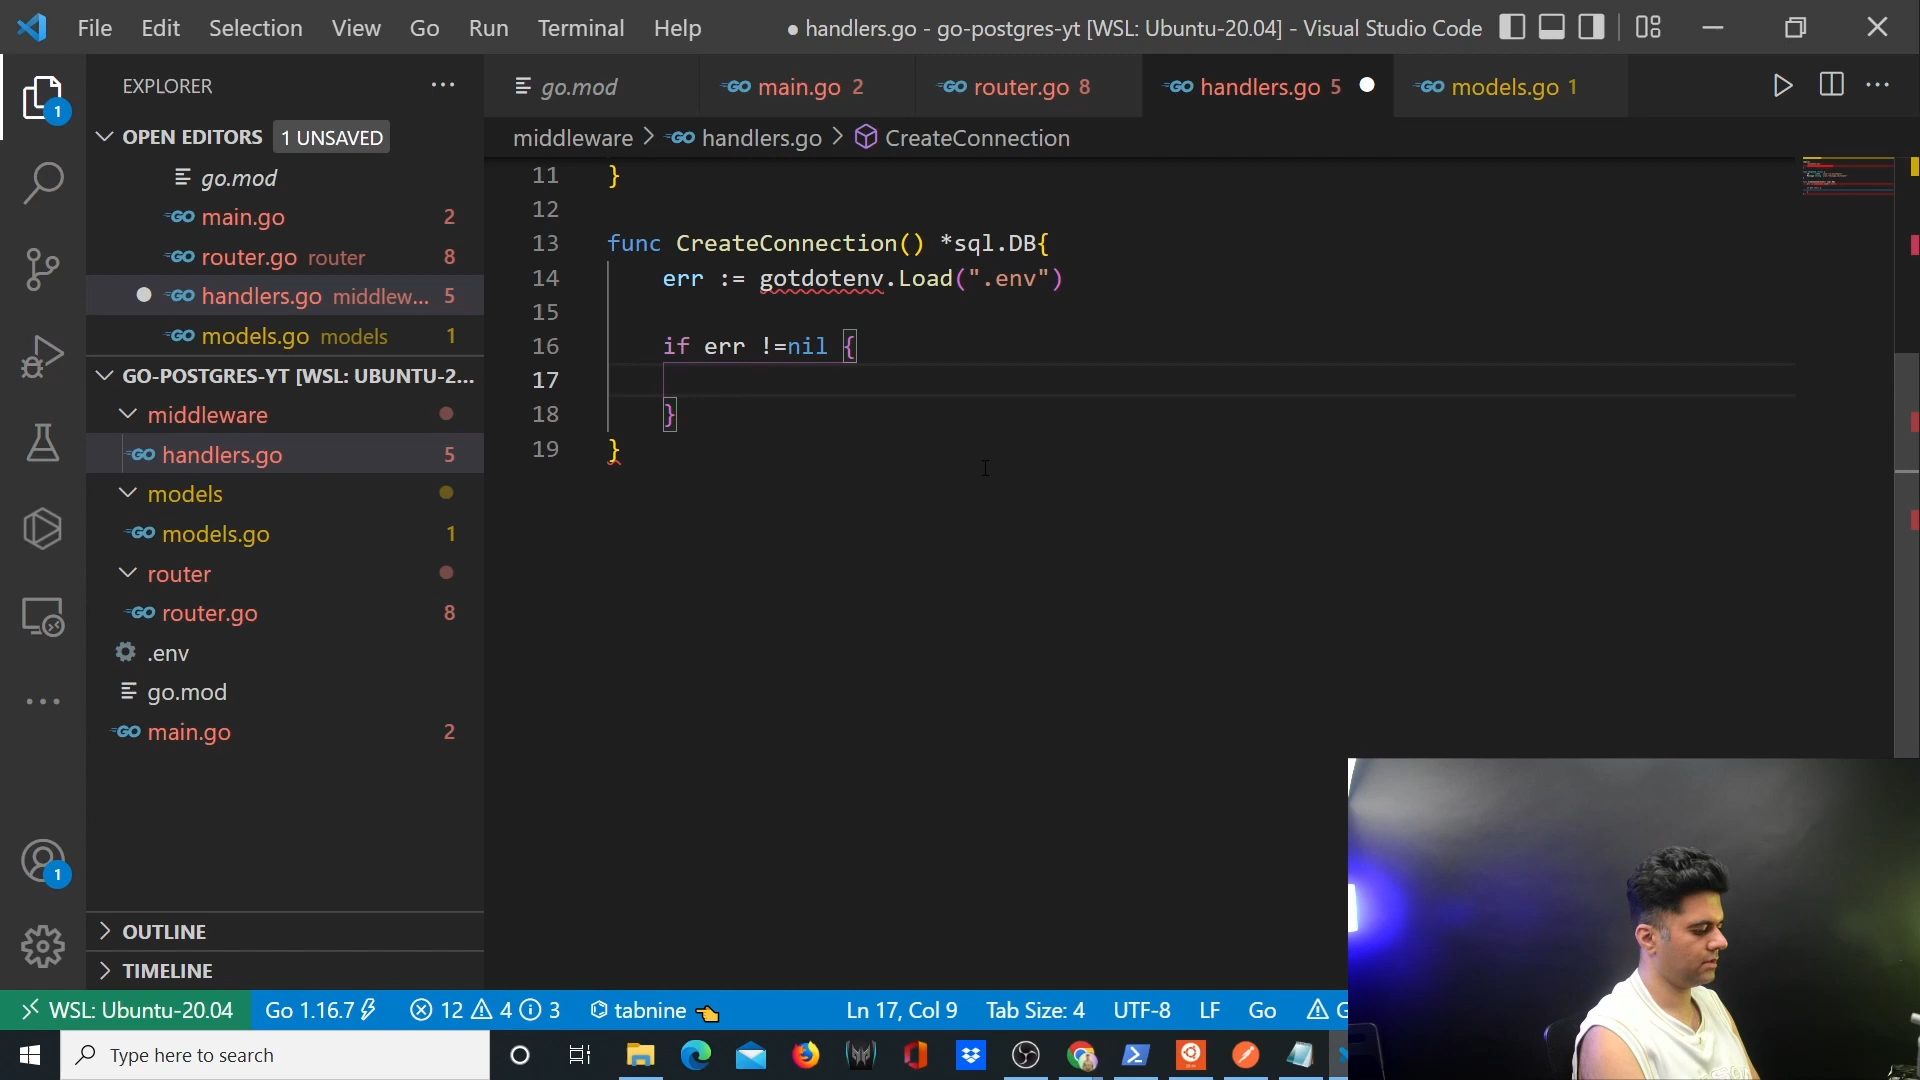 File Edit Selection View Go Run Terminal Help
● handlers.go - go-postgres-yt [WSL: Ubuntu-20.04] - Visual Studio Code
EXPLORER
OPEN EDITORS 1 UNSAVED
go.mod
main.go 2
router.go router 8
handlers.go middlew... 5
models.go models 1
GO-POSTGRES-YT [WSL: UBUNTU-2...
middleware
handlers.go 5
models
models.go 1
router
router.go 8
.env
go.mod
main.go 2
OUTLINE
TIMELINE
1
1
go.mod main.go 2 router.go 8 handlers.go 5 models.go 1
middleware > handlers.go > CreateConnection
11 }
12
13 func CreateConnection() *sql.DB{
14 err := gotdotenv.Load(".env")
15
16 if err !=nil {
17
18 }
19 }
WSL: Ubuntu-20.04 Go 1.16.7 12 4 3 tabnine Ln 17, Col 9 Tab Size: 4 UTF-8 LF Go
Type here to search